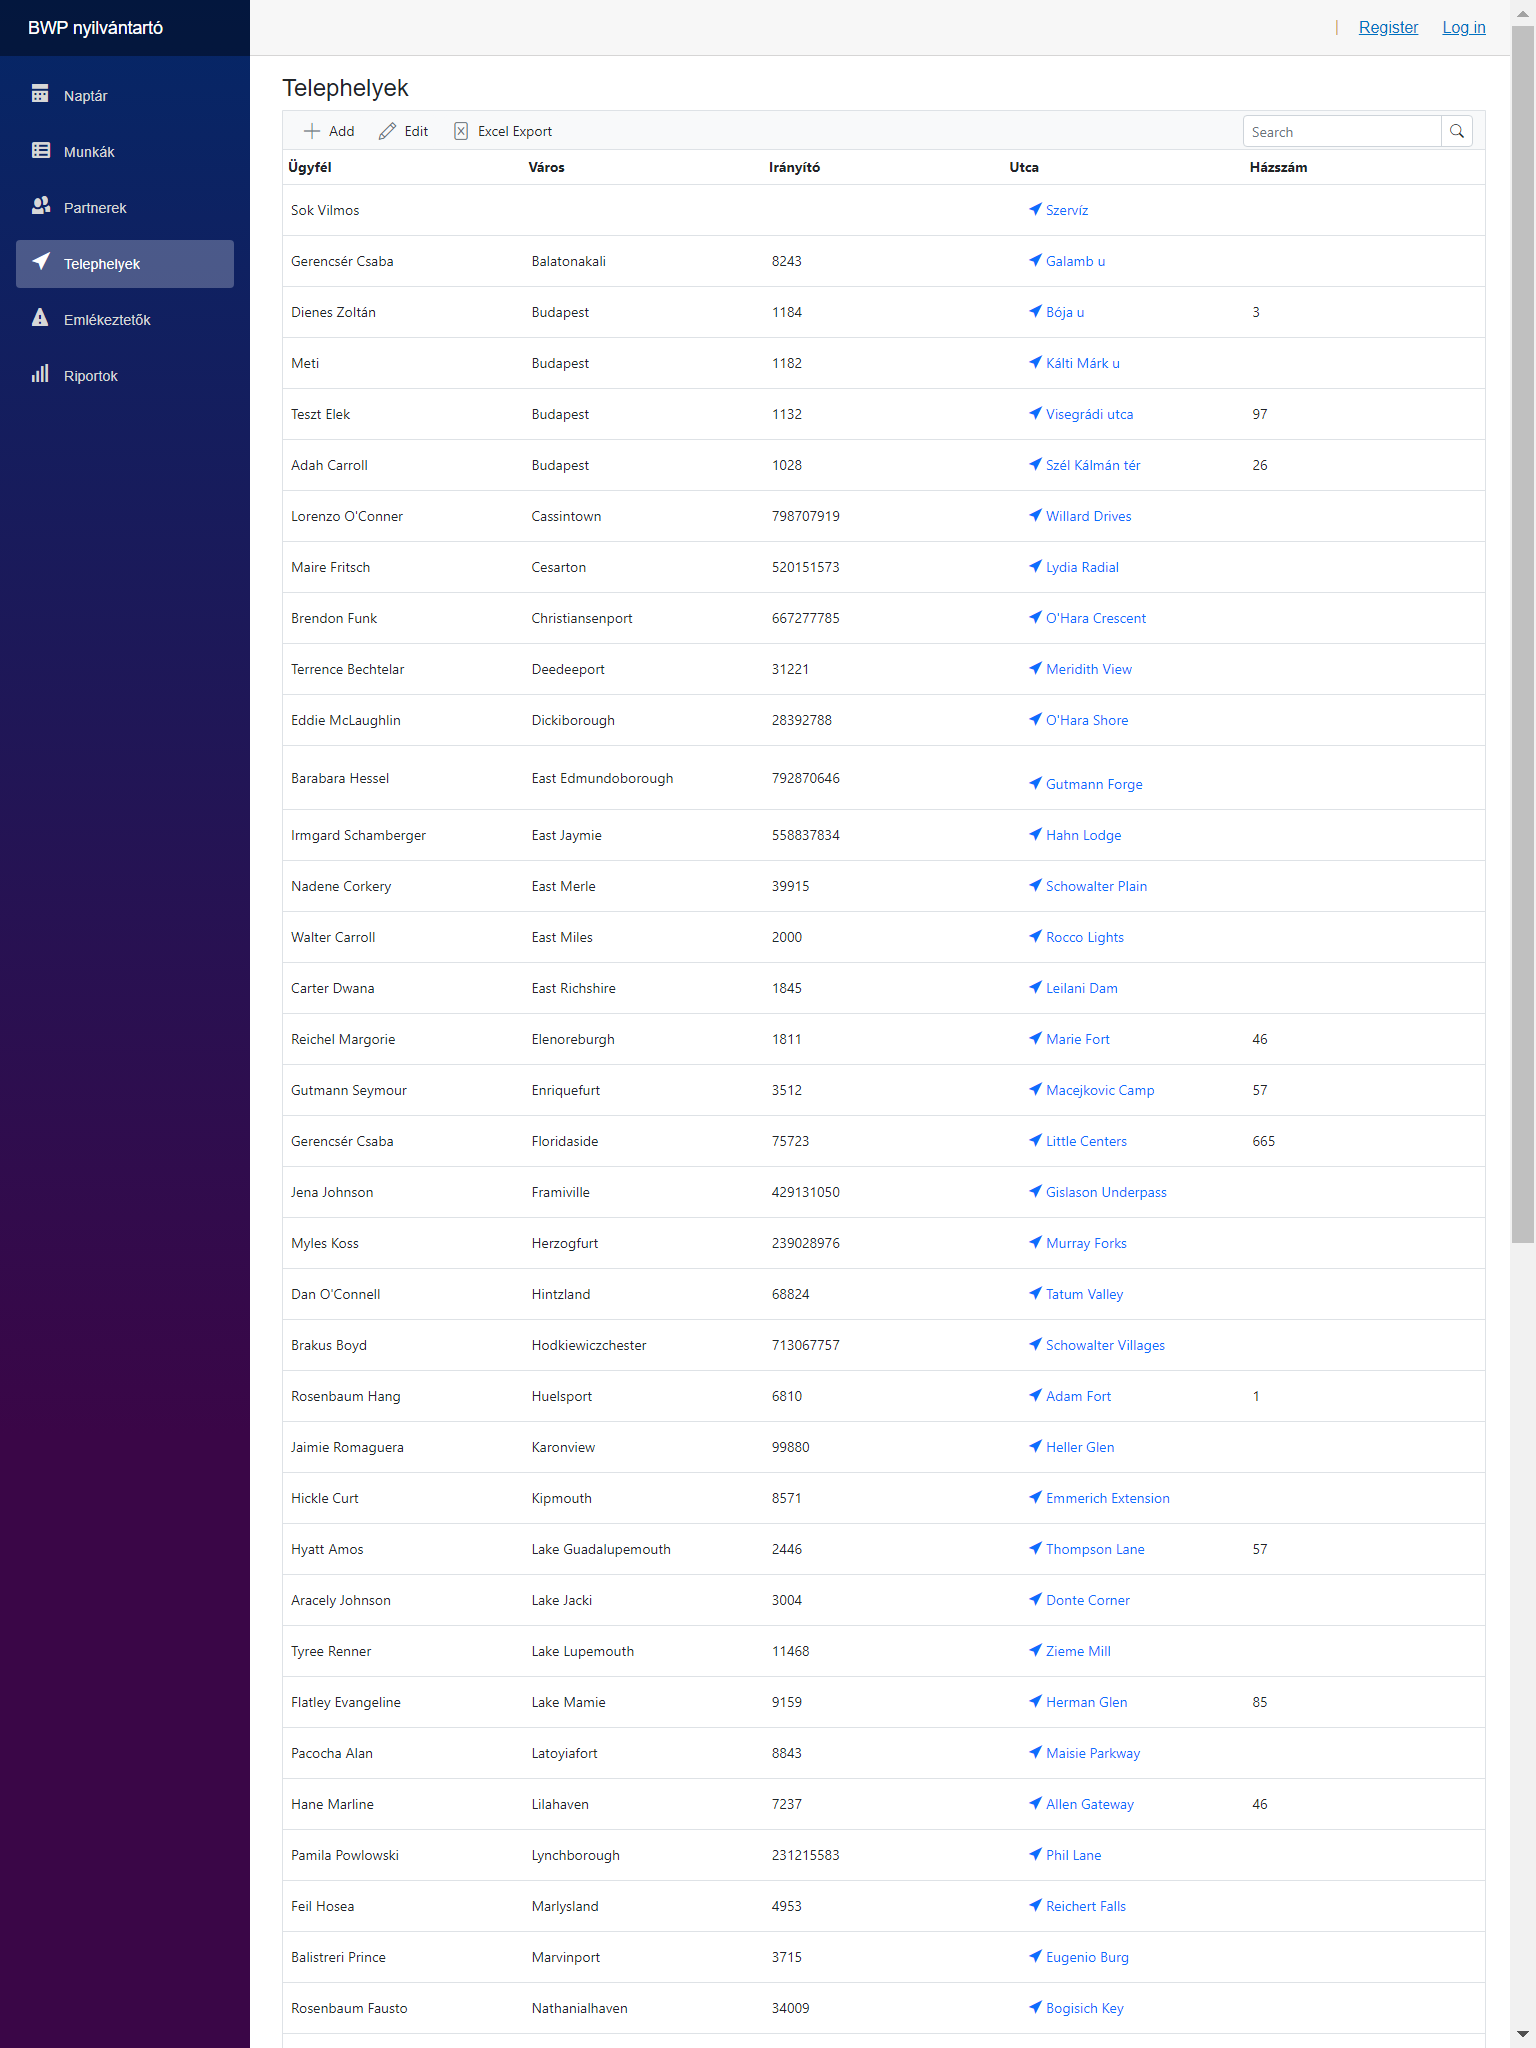 BWP nyilvántartó
Register Log in
Naptár
Munkák
Partnerek
Telephelyek
Emlékeztetők
Riportok
Telephelyek
Add Edit Excel Export Search
Ügyfél Város Irányító Utca Házszám
Sok Vilmos Szervíz
Gerencsér Csaba Balatonakali 8243 Galamb u
Dienes Zoltán Budapest 1184 Bója u 3
Meti Budapest 1182 Kálti Márk u
Teszt Elek Budapest 1132 Visegrádi utca 97
Adah Carroll Budapest 1028 Szél Kálmán tér 26
Lorenzo O'Conner Cassintown 798707919 Willard Drives
Maire Fritsch Cesarton 520151573 Lydia Radial
Brendon Funk Christiansenport 667277785 O'Hara Crescent
Terrence Bechtelar Deedeeport 31221 Meridith View
Eddie McLaughlin Dickiborough 28392788 O'Hara Shore
Barabara Hessel East Edmundoborough 792870646 Gutmann Forge
Irmgard Schamberger East Jaymie 558837834 Hahn Lodge
Nadene Corkery East Merle 39915 Schowalter Plain
Walter Carroll East Miles 2000 Rocco Lights
Carter Dwana East Richshire 1845 Leilani Dam
Reichel Margorie Elenoreburgh 1811 Marie Fort 46
Gutmann Seymour Enriquefurt 3512 Macejkovic Camp 57
Gerencsér Csaba Floridaside 75723 Little Centers 665
Jena Johnson Framiville 429131050 Gislason Underpass
Myles Koss Herzogfurt 239028976 Murray Forks
Dan O'Connell Hintzland 68824 Tatum Valley
Brakus Boyd Hodkiewiczchester 713067757 Schowalter Villages
Rosenbaum Hang Huelsport 6810 Adam Fort 1
Jaimie Romaguera Karonview 99880 Heller Glen
Hickle Curt Kipmouth 8571 Emmerich Extension
Hyatt Amos Lake Guadalupemouth 2446 Thompson Lane 57
Aracely Johnson Lake Jacki 3004 Donte Corner
Tyree Renner Lake Lupemouth 11468 Zieme Mill
Flatley Evangeline Lake Mamie 9159 Herman Glen 85
Pacocha Alan Latoyiafort 8843 Maisie Parkway
Hane Marline Lilahaven 7237 Allen Gateway 46
Pamila Powlowski Lynchborough 231215583 Phil Lane
Feil Hosea Marlysland 4953 Reichert Falls
Balistreri Prince Marvinport 3715 Eugenio Burg
Rosenbaum Fausto Nathanialhaven 34009 Bogisich Key